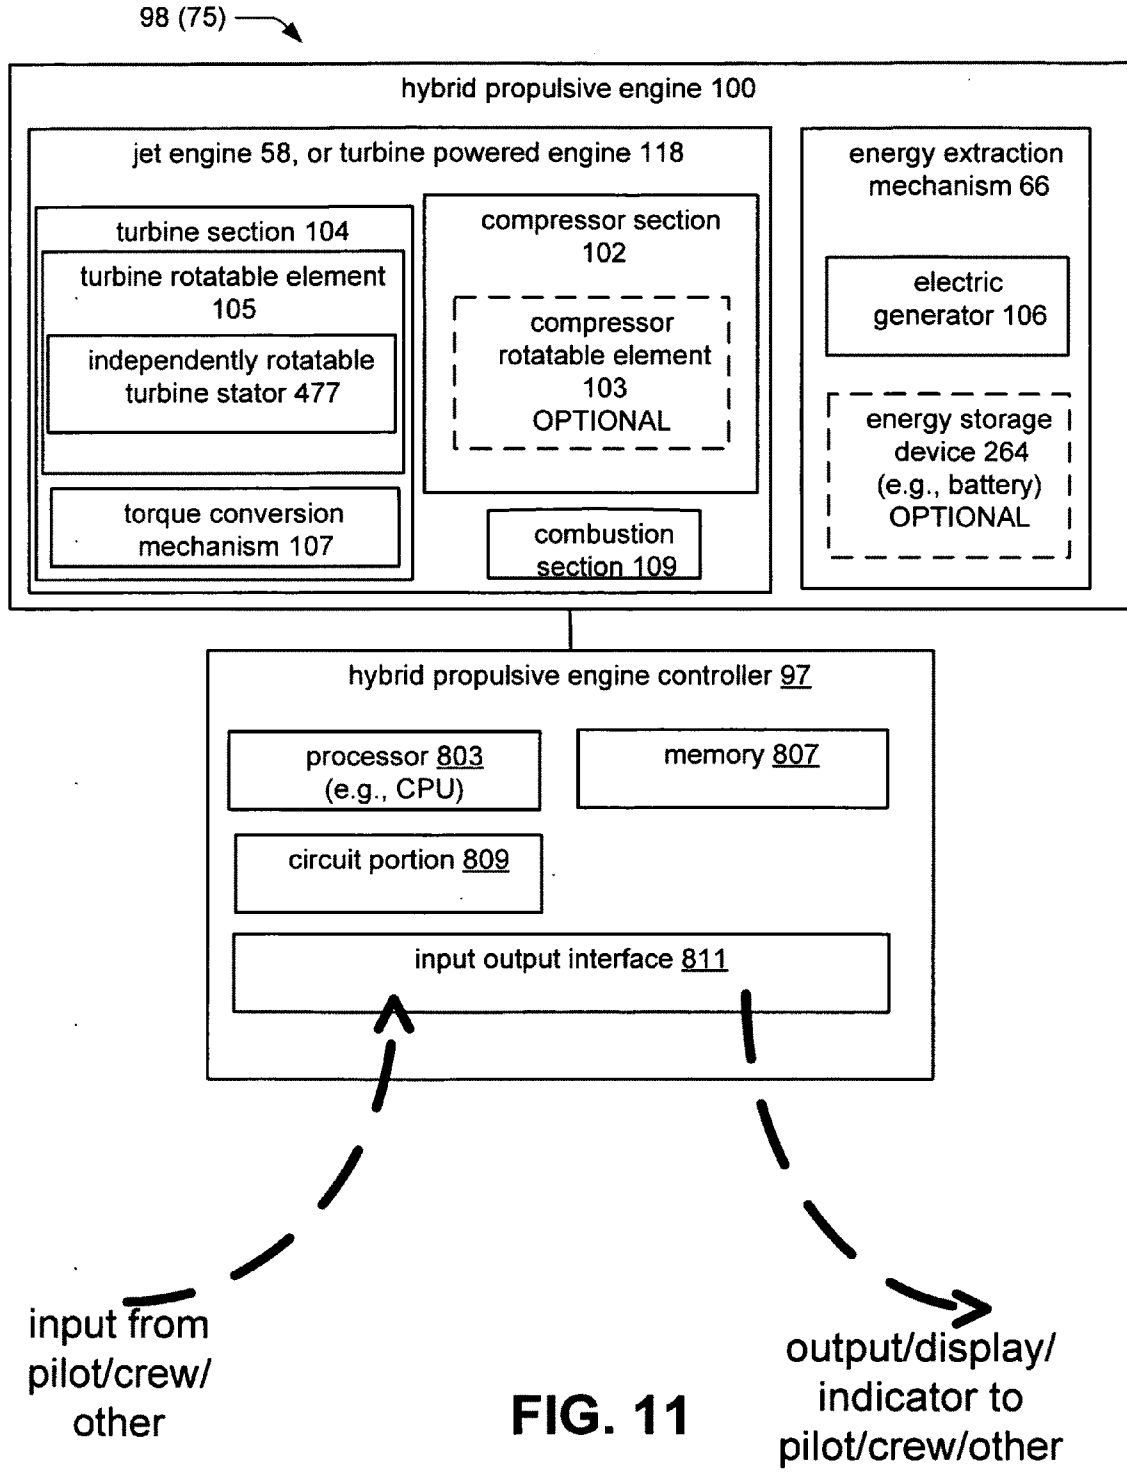 98 (75)
hybrid propulsive engine 100
jet engine 58, or turbine powered engine 118
turbine section 104
turbine rotatable element
105
independently rotatable
turbine stator 477
torque conversion
mechanism 107
compressor section
102
compressor
rotatable element
103
OPTIONAL
combustion
section 109
energy extraction
mechanism 66
electric
generator 106
energy storage
device 264
(e.g., battery)
OPTIONAL
hybrid propulsive engine controller 97
processor 803
(e.g., CPU)
memory 807
circuit portion 809
input output interface 811
input from
pilot/crew/
other
output/display/
indicator to
pilot/crew/other
FIG. 11